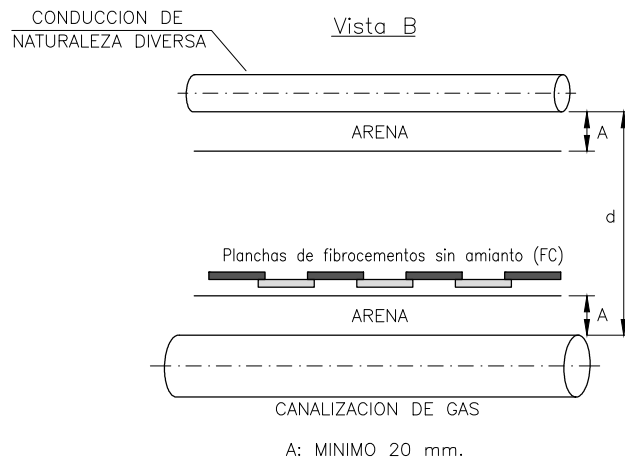 CONDUCCION DE
NATURALEZA DIVERSA
Vista B
ARENA
A
d
Planchas de fibrocementos sin amianto (FC)
ARENA
A
CANALIZACION DE GAS
A: MINIMO 20 mm.